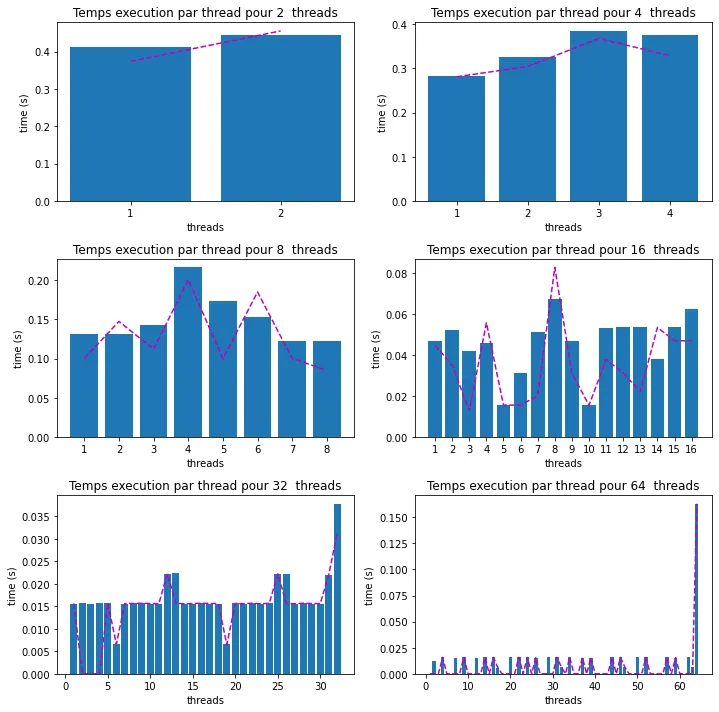 Temps execution par thread pour 2  threads
0.4
0.3
0.2
0.1
0.0
time (s)
1 2
threads
Temps execution par thread pour 4  threads
0.4
0.3
0.2
0.1
0.0
time (s)
1 2 3 4
threads
Temps execution par thread pour 8  threads
0.20
0.15
0.10
0.05
0.00
time (s)
1 2 3 4 5 6 7 8
threads
Temps execution par thread pour 16  threads
0.08
0.06
0.04
0.02
0.00
time (s)
1 2 3 4 5 6 7 8 9 10 11 12 13 14 15 16
threads
Temps execution par thread pour 32  threads
0.035
0.030
0.025
0.020
0.015
0.010
0.005
0.000
time (s)
0 5 10 15 20 25 30
threads
Temps execution par thread pour 64  threads
0.150
0.125
0.100
0.075
0.050
0.025
0.000
time (s)
0 10 20 30 40 50 60
threads